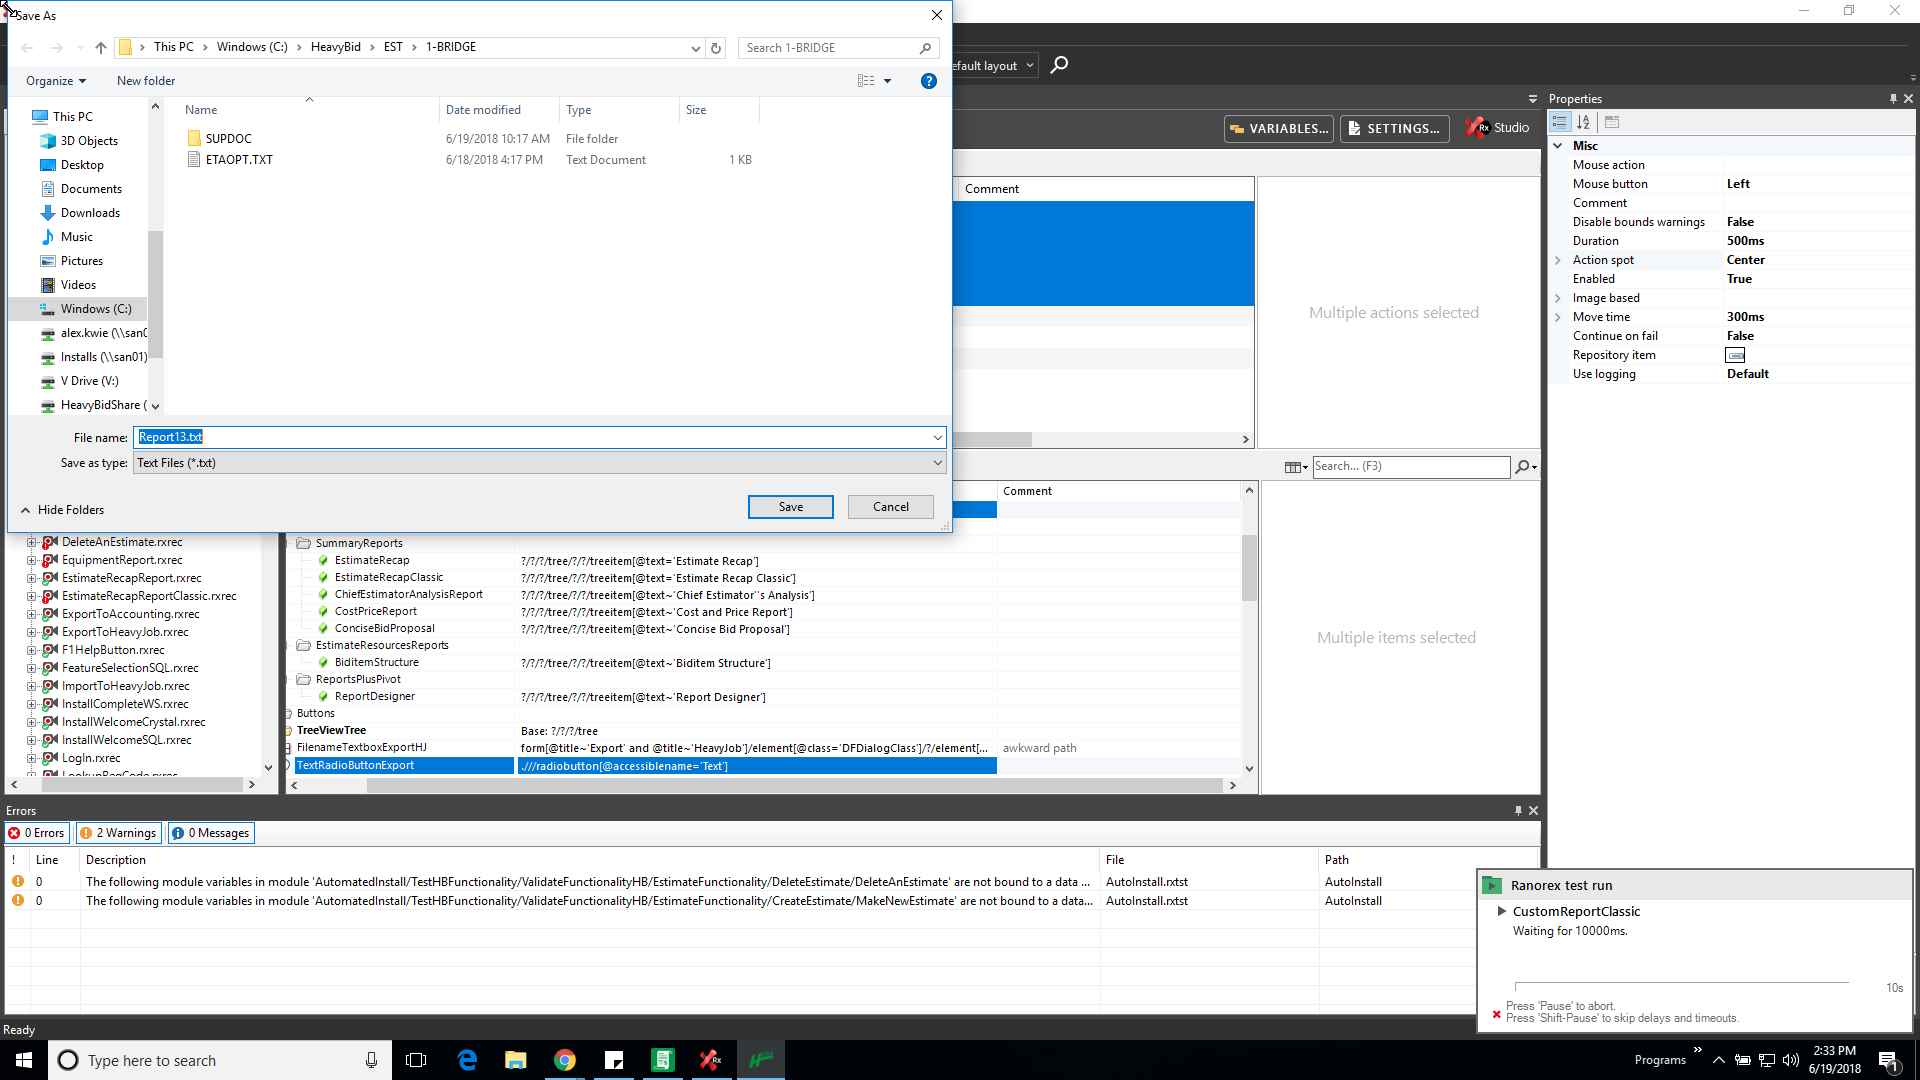 Save As
This PC > Windows (C:) > HeavyBid > EST > 1-BRIDGE
Search 1-BRIDGE
Organize
New folder
This PC
3D Objects
Desktop
Documents
Downloads
Music
Pictures
Videos
Windows (C:)
alex.kwie (\\san0
Installs (\\san01)
V Drive (V:)
HeavyBidShare (
Name Date modified Type Size
SUPDOC 6/19/2018 10:17 AM File folder
ETAOPT.TXT 6/18/2018 4:17 PM Text Document 1 KB
File name: Report13.txt
Save as type: Text Files (*.txt)
Hide Folders
Save
Cancel
efault layout
VARIABLES...
SETTINGS...
Rx Studio
Comment
Multiple actions selected
Search... (F3)
Comment
Multiple items selected
Properties
Misc
Mouse action
Mouse button Left
Comment
Disable bounds warnings False
Duration 500ms
Action spot Center
Enabled True
Image based
Move time 300ms
Continue on fail False
Repository item
Use logging Default
DeleteAnEstimate.rxrec
EquipmentReport.rxrec
EstimateRecapReport.rxrec
EstimateRecapReportClassic.rxrec
ExportToAccounting.rxrec
ExportToHeavyJob.rxrec
F1HelpButton.rxrec
FeatureSelectionSQL.rxrec
ImportToHeavyJob.rxrec
InstallCompleteWS.rxrec
InstallWelcomeCrystal.rxrec
InstallWelcomeSQL.rxrec
LogIn.rxrec
LookupRegCode.rxrec
SummaryReports
EstimateRecap ?/?/?/tree/?/?/treeitem[@text='Estimate Recap']
EstimateRecapClassic ?/?/?/tree/?/?/treeitem[@text='Estimate Recap Classic']
ChiefEstimatorAnalysisReport ?/?/?/tree/?/?/treeitem[@text~'Chief Estimator''s Analysis']
CostPriceReport ?/?/?/tree/?/?/treeitem[@text~'Cost and Price Report']
ConciseBidProposal ?/?/?/tree/?/?/treeitem[@text~'Concise Bid Proposal']
EstimateResourcesReports
BiditemStructure ?/?/?/tree/?/?/treeitem[@text~'Biditem Structure']
ReportsPlusPivot
ReportDesigner ?/?/?/tree/?/?/treeitem[@text~'Report Designer']
Buttons
TreeViewTree Base: ?/?/?/tree
FilenameTextboxExportHJ form[@title~'Export' and @title~'HeavyJob']/element[@class='DFDialogClass']/?/element[... awkward path
TextRadioButtonExport .///radiobutton[@accessiblename='Text']
Errors
0 Errors
2 Warnings
0 Messages
! Line Description File Path
0 The following module variables in module 'AutomatedInstall/TestHBFunctionality/ValidateFunctionalityHB/EstimateFunctionality/DeleteEstimate/DeleteAnEstimate' are not bound to a data ... AutoInstall.rxtst AutoInstall
0 The following module variables in module 'AutomatedInstall/TestHBFunctionality/ValidateFunctionalityHB/EstimateFunctionality/CreateEstimate/MakeNewEstimate' are not bound to a data... AutoInstall.rxtst AutoInstall
Ranorex test run
CustomReportClassic
Waiting for 10000ms.
10s
Press 'Pause' to abort.
Press 'Shift-Pause' to skip delays and timeouts.
Ready
Type here to search
Programs
2:33 PM
6/19/2018
1